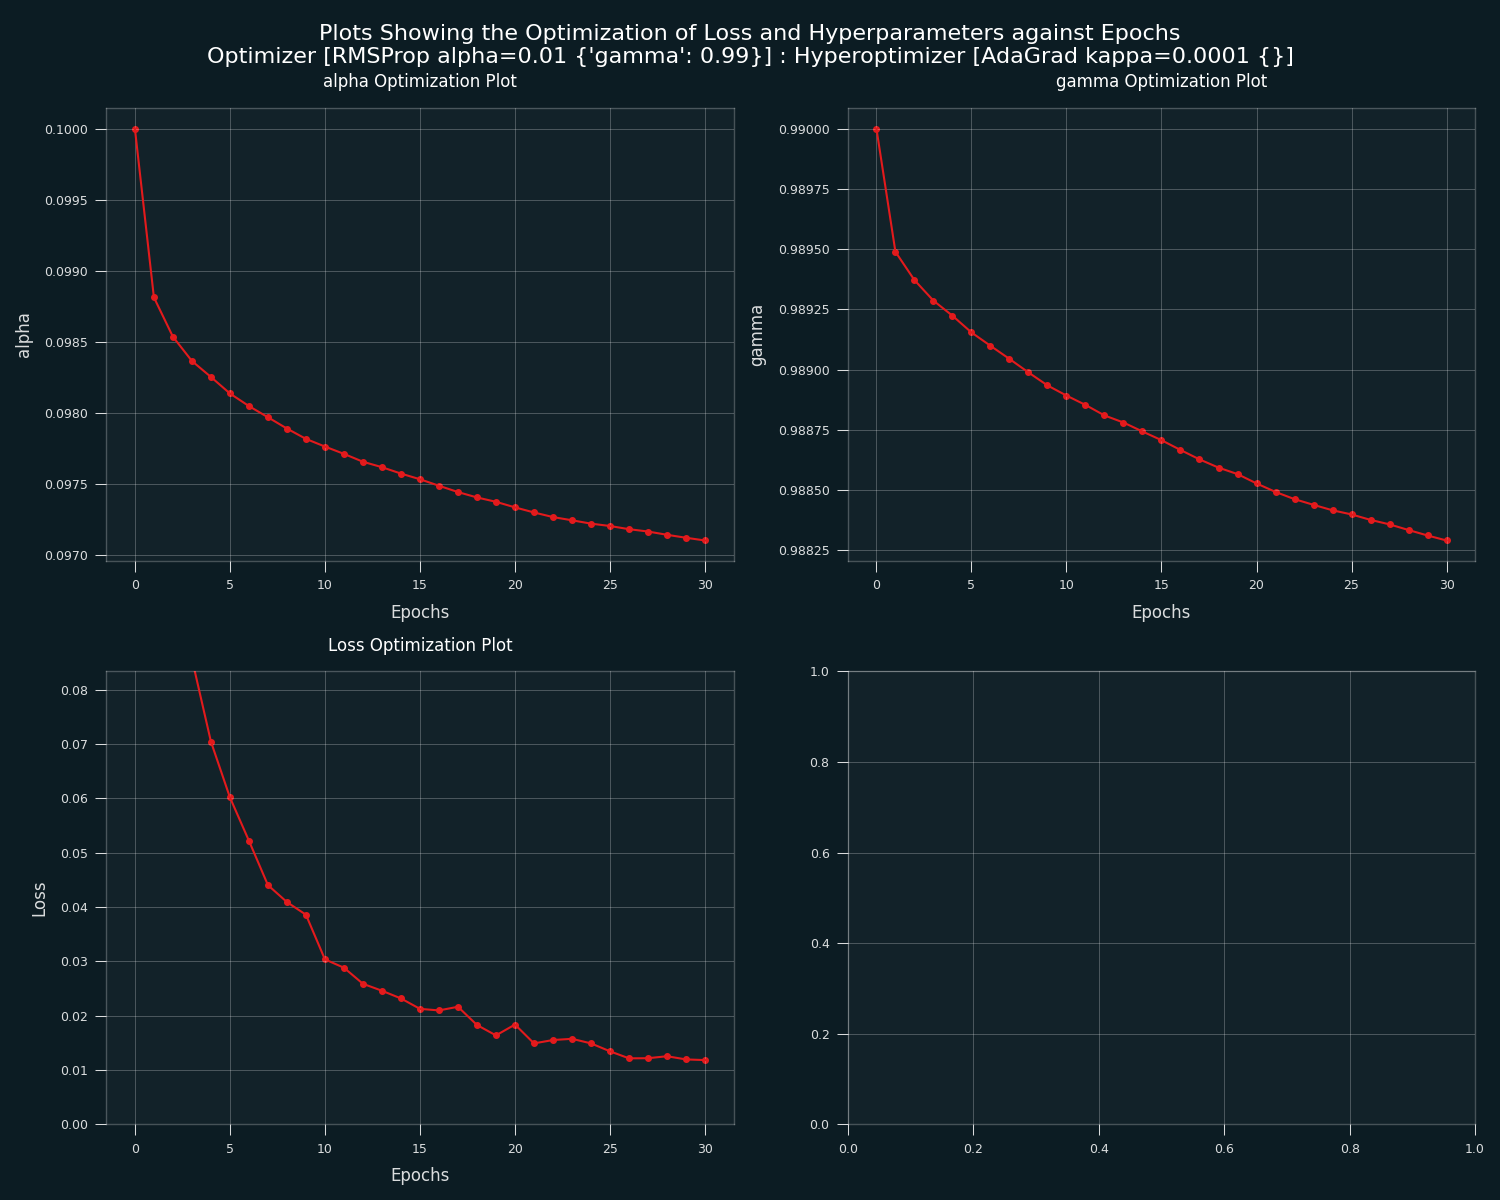 Plots Showing the Optimization of Loss and Hyperparameters against Epochs
Optimizer [RMSProp alpha=0.01 {'gamma': 0.99}] : Hyperoptimizer [AdaGrad kappa=0.0001 {}]
alpha Optimization Plot
0.1000
0.0995
0.0990
0.0985
0.0980
0.0975
0.0970
alpha
0 5 10 15 20 25 30
Epochs
gamma Optimization Plot
0.99000
0.98975
0.98950
0.98925
0.98900
0.98875
0.98850
0.98825
gamma
0 5 10 15 20 25 30
Epochs
Loss Optimization Plot
0.08
0.07
0.06
0.05
0.04
0.03
0.02
0.01
0.00
Loss
0 5 10 15 20 25 30
Epochs
1.0
0.8
0.6
0.4
0.2
0.0
0.0 0.2 0.4 0.6 0.8 1.0